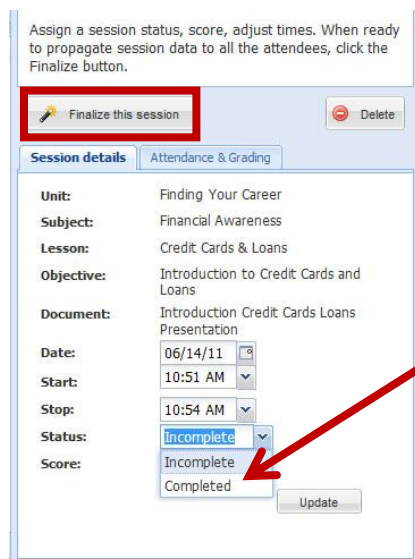 Assign a session status, score, adjust times. When ready
to propagate session data to all the attendees, click the
Finalize button.
Finalize this session
Delete
Session details
Attendance & Grading
Unit: Finding Your Career
Subject: Financial Awareness
Lesson: Credit Cards & Loans
Objective: Introduction to Credit Cards and
Loans
Document: Introduction Credit Cards Loans
Presentation
Date: 06/14/11
Start: 10:51 AM
Stop: 10:54 AM
Status: Incomplete
Score:
Incomplete
Completed
Update